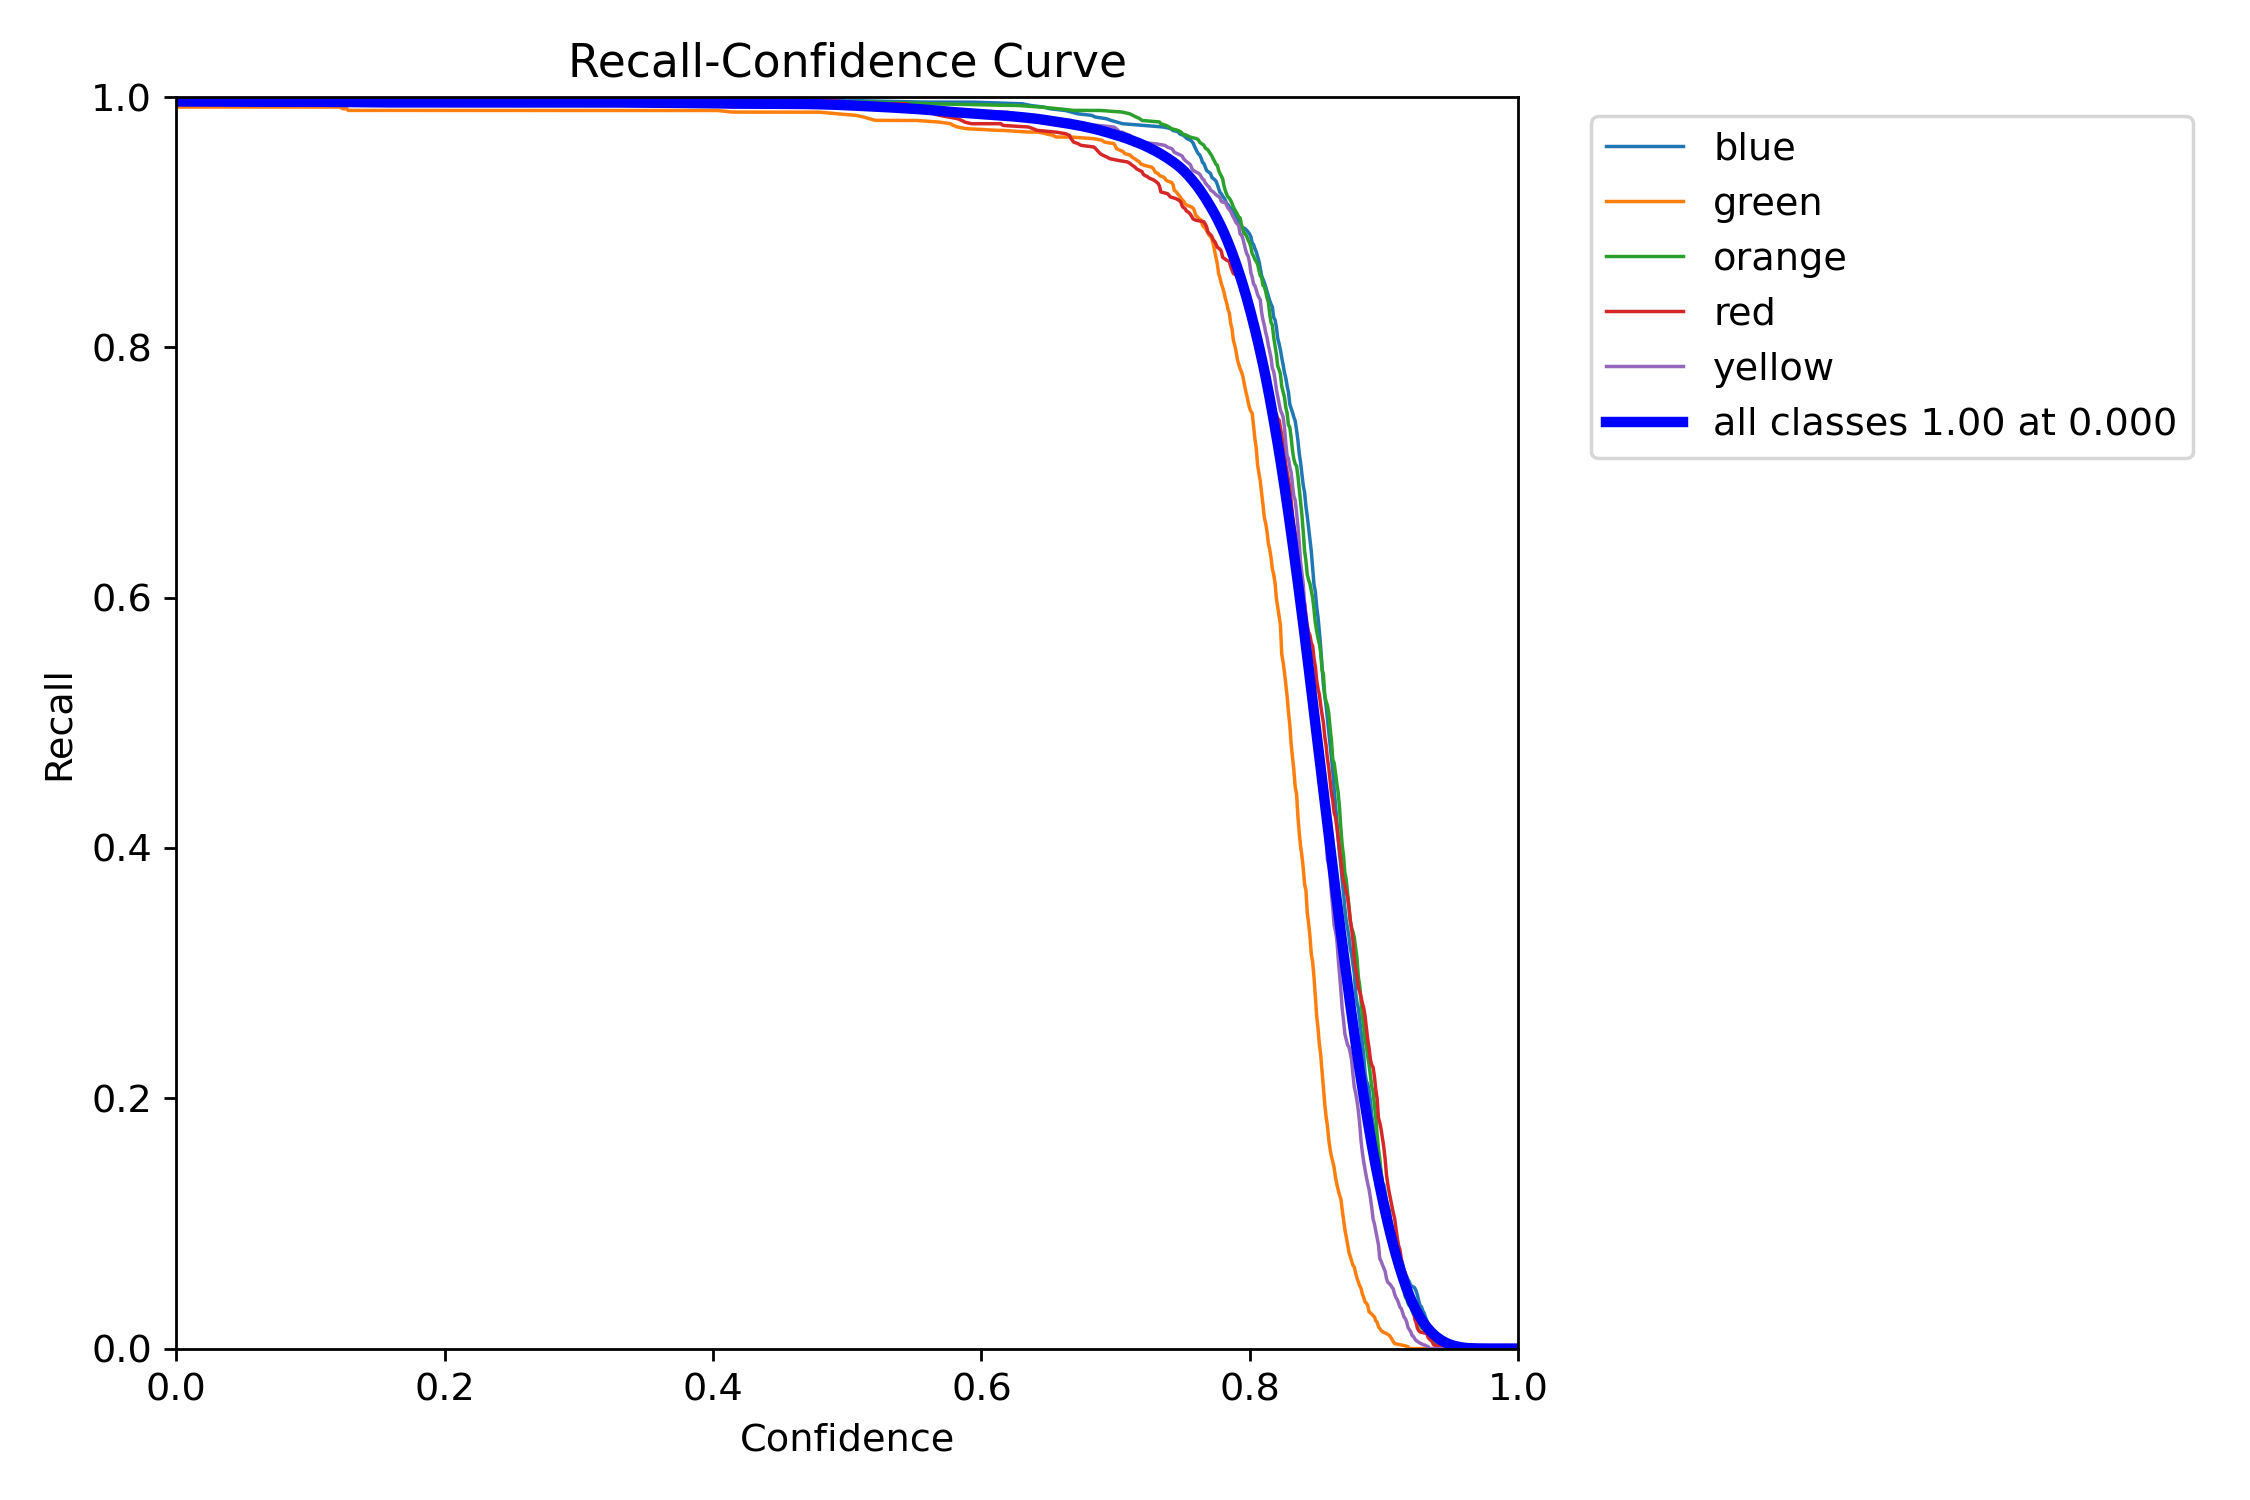 Recall-Confidence Curve
1.0
0.8
0.6
0.4
0.2
0.0
Recall
0.0 0.2 0.4 0.6 0.8 1.0
Confidence
blue
green
orange
red
yellow
all classes 1.00 at 0.000